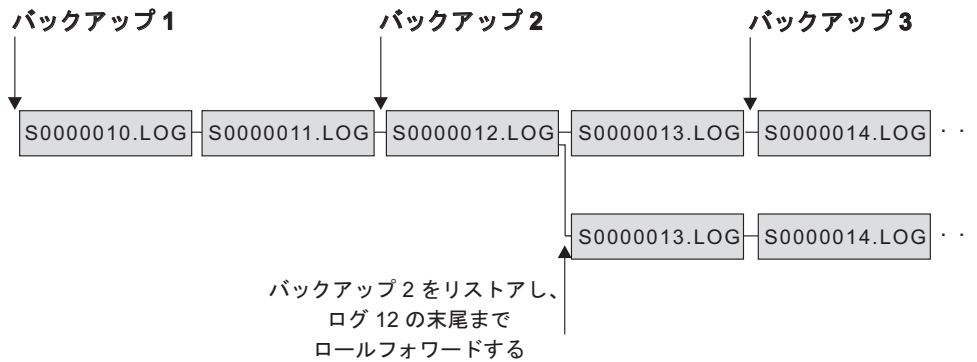 バックアップ 1 バックアップ 2 バックアップ 3
S0000010.LOG S0000011.LOG S0000012.LOG S0000013.LOG S0000014.LOG . .
S0000013.LOG S0000014.LOG . .
バックアップ 2 をリストアし、
ログ 12 の末尾まで
ロールフォワードする